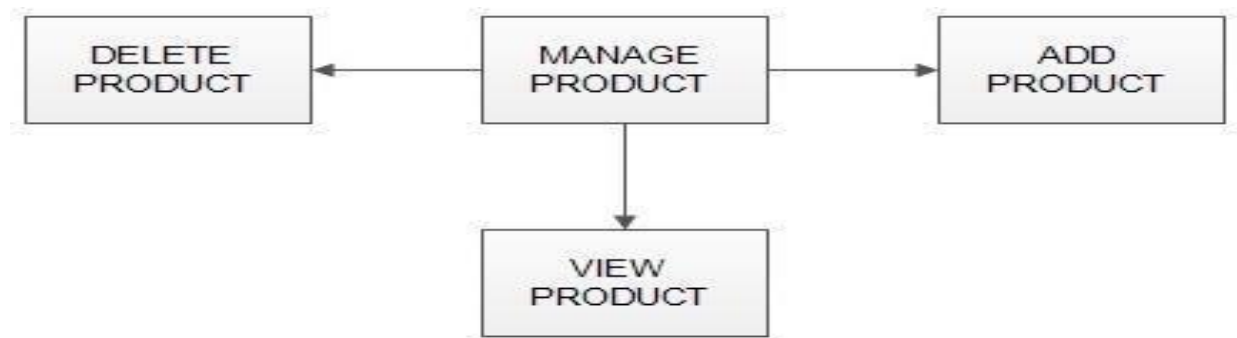 DELETE
PRODUCT
MANAGE
PRODUCT
ADD
PRODUCT
VIEW
PRODUCT